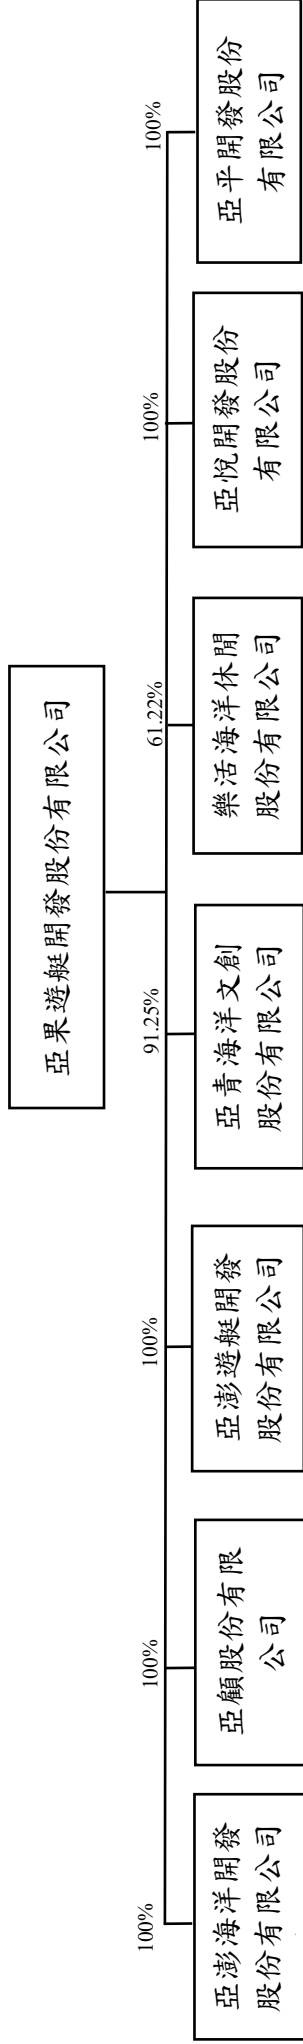 亞果遊艇開發股份有限公司
100%
100%
100%
91.25%
61.22%
100%
100%
亞澎海洋開發
股份有限公司
亞顧股份有限
公司
亞澎遊艇開發
股份有限公司
亞青海洋文創
股份有限公司
樂活海洋休閒
股份有限公司
亞悅開發股份
有限公司
亞平開發股份
有限公司